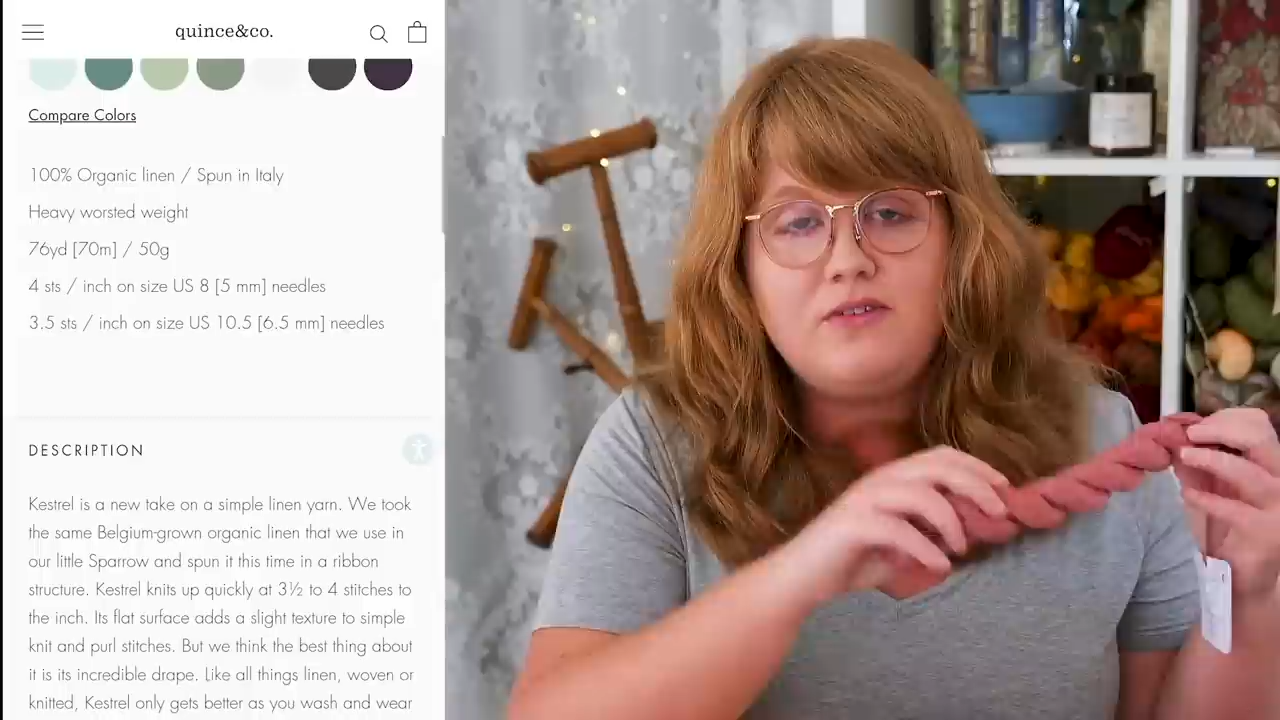 quince&co.
Compare Colors
100% Organic linen / Spun in Italy
Heavy worsted weight
76yd [70m] / 50g
4 sts / inch on size US 8 [5 mm] needles
3.5 sts / inch on size US 10.5 [6.5 mm] needles
DESCRIPTION
Kestrel is a new take on a simple linen yarn. We took
the same Belgium-grown organic linen that we use in
our little Sparrow and spun it this time in a ribbon
structure. Kestrel knits up quickly at 3½ to 4 stitches to
the inch. Its flat surface adds a slight texture to simple
knit and purl stitches. But we think the best thing about
it is its incredible drape. Like all things linen, woven or
knitted, Kestrel only gets better as you wash and wear